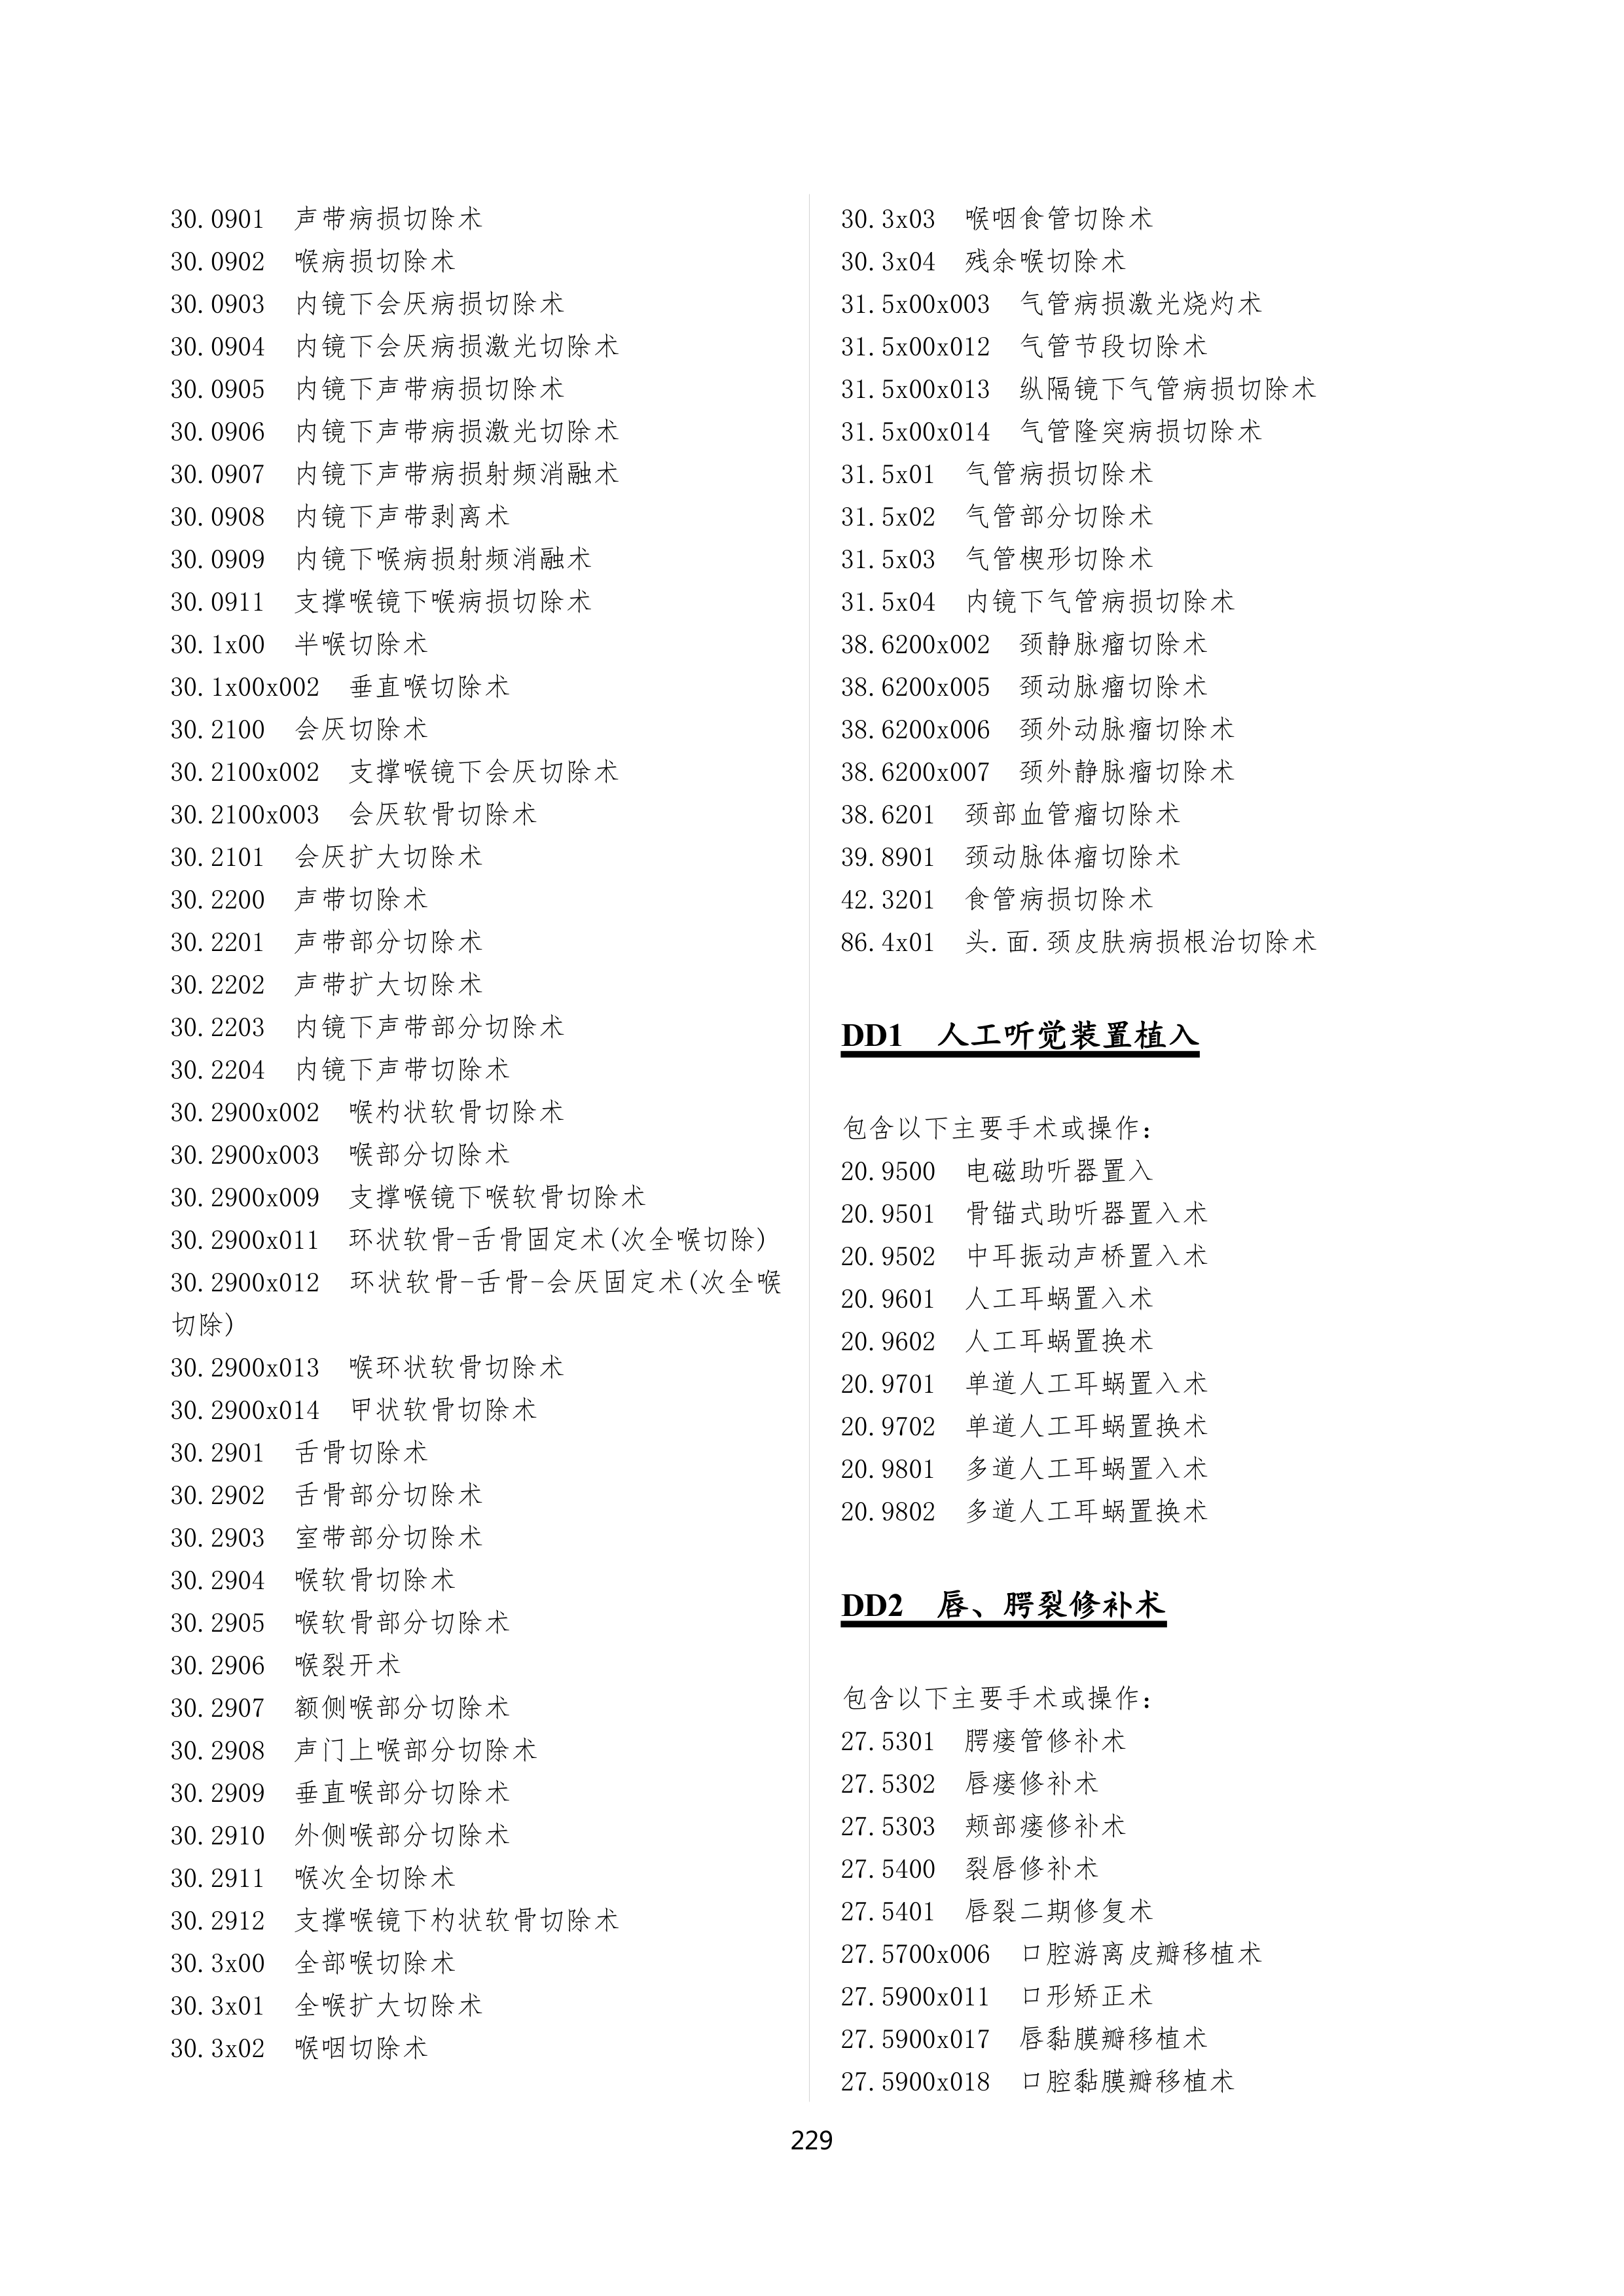 30.0901　声带病损切除术
30.0902　喉病损切除术
30.0903　内镜下会厌病损切除术
30.0904　内镜下会厌病损激光切除术
30.0905　内镜下声带病损切除术
30.0906　内镜下声带病损激光切除术
30.0907　内镜下声带病损射频消融术
30.0908　内镜下声带剥离术
30.0909　内镜下喉病损射频消融术
30.0911　支撑喉镜下喉病损切除术
30.1x00　半喉切除术
30.1x00x002　垂直喉切除术
30.2100　会厌切除术
30.2100x002　支撑喉镜下会厌切除术
30.2100x003　会厌软骨切除术
30.2101　会厌扩大切除术
30.2200　声带切除术
30.2201　声带部分切除术
30.2202　声带扩大切除术
30.2203　内镜下声带部分切除术
30.2204　内镜下声带切除术
30.2900x002　喉杓状软骨切除术
30.2900x003　喉部分切除术
30.2900x009　支撑喉镜下喉软骨切除术
30.2900x011　环状软骨-舌骨固定术(次全喉切除)
30.2900x012　环状软骨-舌骨-会厌固定术(次全喉
切除)
30.2900x013　喉环状软骨切除术
30.2900x014　甲状软骨切除术
30.2901　舌骨切除术
30.2902　舌骨部分切除术
30.2903　室带部分切除术
30.2904　喉软骨切除术
30.2905　喉软骨部分切除术
30.2906　喉裂开术
30.2907　额侧喉部分切除术
30.2908　声门上喉部分切除术
30.2909　垂直喉部分切除术
30.2910　外侧喉部分切除术
30.2911　喉次全切除术
30.2912　支撑喉镜下杓状软骨切除术
30.3x00　全部喉切除术
30.3x01　全喉扩大切除术
30.3x02　喉咽切除术
30.3x03　喉咽食管切除术
30.3x04　残余喉切除术
31.5x00x003　气管病损激光烧灼术
31.5x00x012　气管节段切除术
31.5x00x013　纵隔镜下气管病损切除术
31.5x00x014　气管隆突病损切除术
31.5x01　气管病损切除术
31.5x02　气管部分切除术
31.5x03　气管楔形切除术
31.5x04　内镜下气管病损切除术
38.6200x002　颈静脉瘤切除术
38.6200x005　颈动脉瘤切除术
38.6200x006　颈外动脉瘤切除术
38.6200x007　颈外静脉瘤切除术
38.6201　颈部血管瘤切除术
39.8901　颈动脉体瘤切除术
42.3201　食管病损切除术
86.4x01　头.面.颈皮肤病损根治切除术
DD1　人工听觉装置植入
包含以下主要手术或操作:
20.9500　电磁助听器置入
20.9501　骨锚式助听器置入术
20.9502　中耳振动声桥置入术
20.9601　人工耳蜗置入术
20.9602　人工耳蜗置换术
20.9701　单道人工耳蜗置入术
20.9702　单道人工耳蜗置换术
20.9801　多道人工耳蜗置入术
20.9802　多道人工耳蜗置换术
DD2　唇、腭裂修补术
包含以下主要手术或操作:
27.5301　腭瘘管修补术
27.5302　唇瘘修补术
27.5303　颊部瘘修补术
27.5400　裂唇修补术
27.5401　唇裂二期修复术
27.5700x006　口腔游离皮瓣移植术
27.5900x011　口形矫正术
27.5900x017　唇黏膜瓣移植术
27.5900x018　口腔黏膜瓣移植术
229